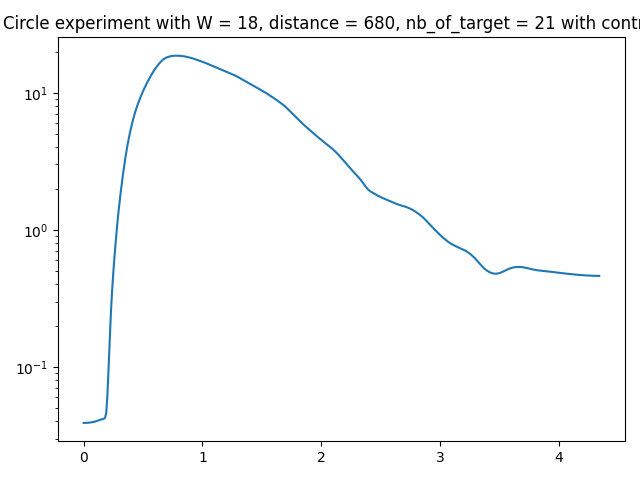 Circle experiment with W = 18, distance = 680, nb_of_target = 21 with contr
10¹
10⁰
10⁻¹
0 1 2 3 4